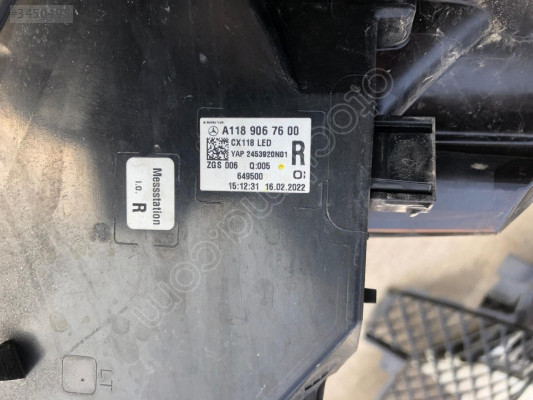 A118 906 76 00
CX118 LED
YAP 2453920N01
ZGS 006 Q:005
R
649500
15:12:31 16.02.2022
Messstation
i.O. R
LT